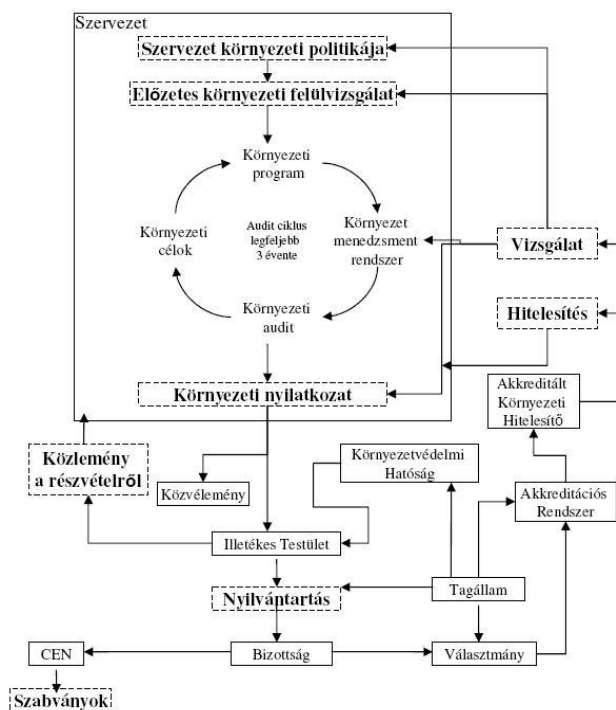 Szervezet
Szervezet környezeti politikája
Előzetes környezeti felülvizsgálat
Környezeti
program
Környezeti
célok
Audit ciklus
legfeljebb
3 évente
Környezet
menedzsment
rendszer
Környezeti
audit
Vizsgálat
Hitelesítés
Környezeti nyilatkozat
Akkreditált
Környezeti
Hitelesítő
Közlemény
a részvételről
Közvélemény
Környezetvédelmi
Hatóság
Akkreditációs
Rendszer
Illetékes Testület
Nyilvántartás
Tagállam
CEN
Bizottság
Választmány
Szabványok